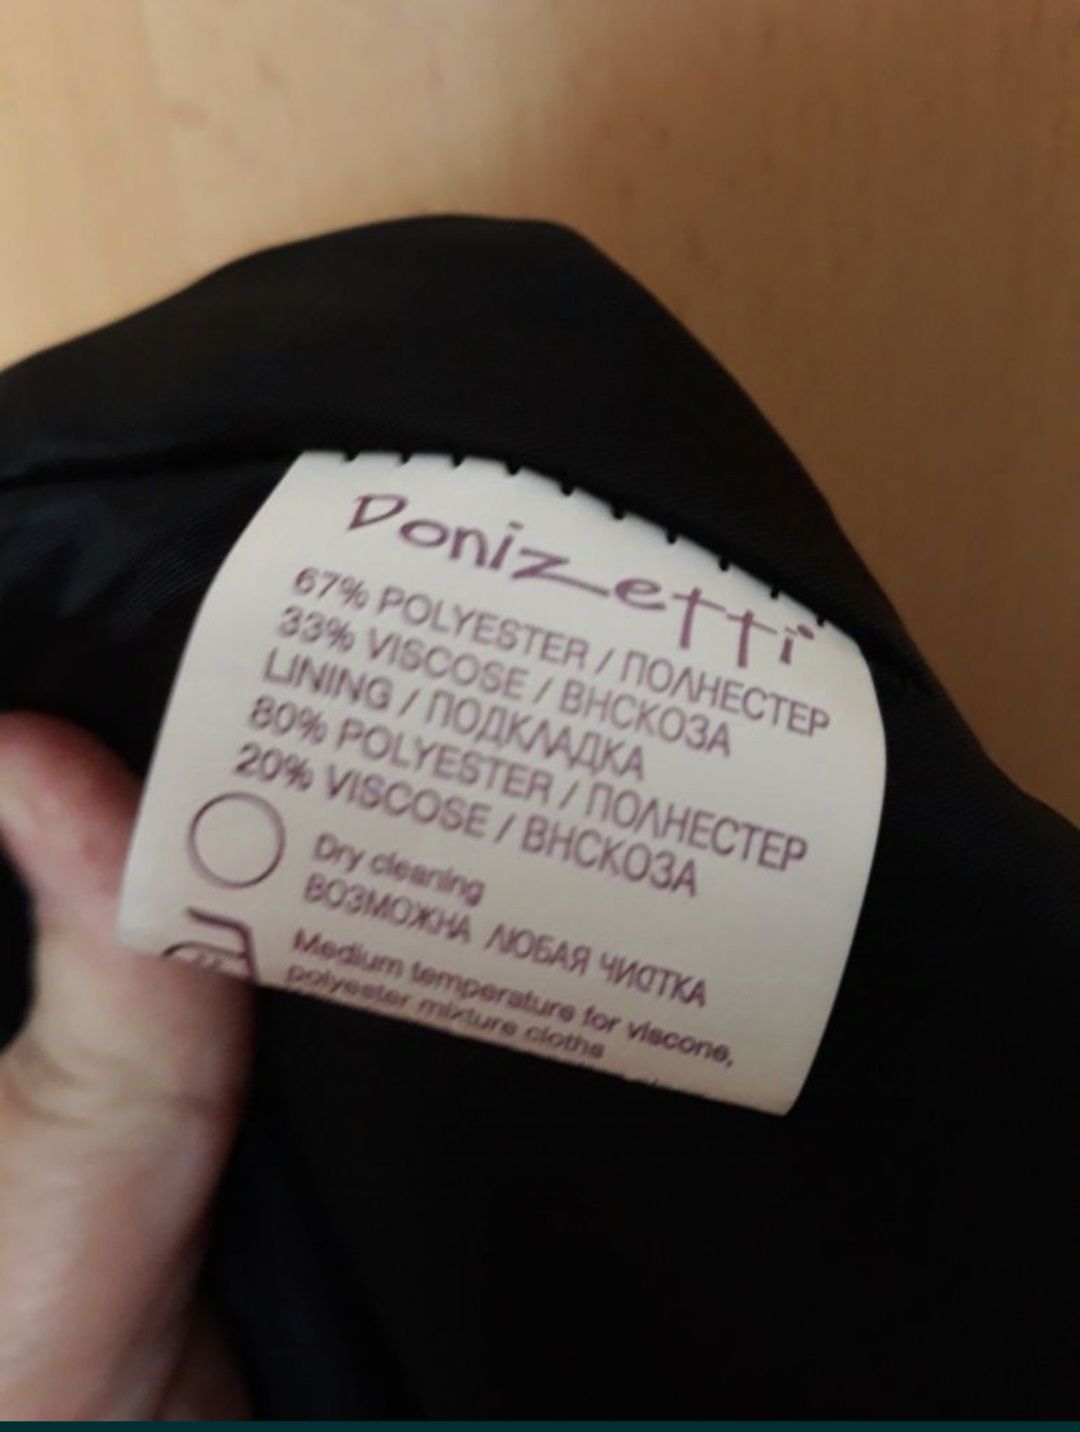 Donizetti
67% POLYESTER / ПОЛНЕСТЕР
33% VISCOSE / ВНСКОЗА
LINING / ПОДКЛАДКА
80% POLYESTER / ПОЛНЕСТЕР
20% VISCOSE / ВНСКОЗА
Dry cleaning
ВОЗМОЖНА ЛЮБАЯ ЧИСТКА
Medium temperature for viscone,
polyester mixture cloths